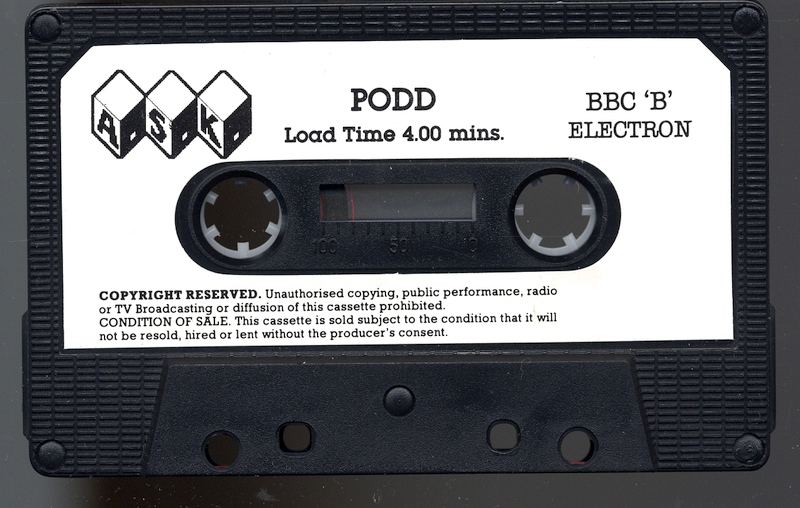 A.S.K.
PODD
Load Time 4.00 mins.
BBC 'B'
ELECTRON
100 50 0
COPYRIGHT RESERVED. Unauthorised copying, public performance, radio
or TV Broadcasting or diffusion of this cassette prohibited.
CONDITION OF SALE. This cassette is sold subject to the condition that it will
not be resold, hired or lent without the producer's consent.